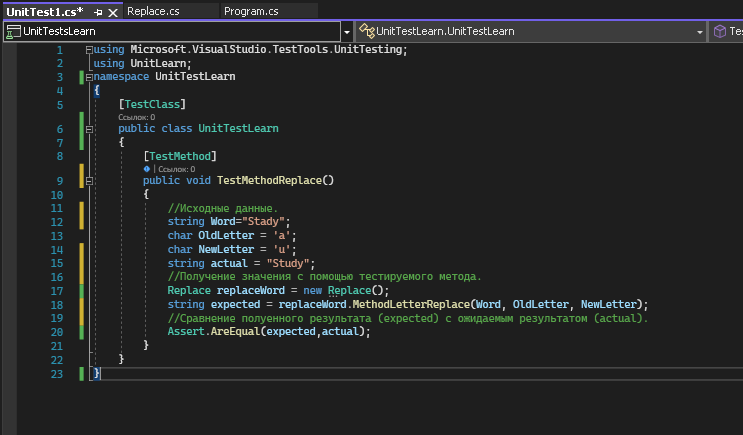 UnitTest1.cs* Replace.cs Program.cs
UnitTestsLearn UnitTestLearn.UnitTestLearn Tes
1 using Microsoft.VisualStudio.TestTools.UnitTesting;
2 using UnitLearn;
3 namespace UnitTestLearn
4 {
5 [TestClass]
Ссылок: 0
6 public class UnitTestLearn
7 {
8 [TestMethod]
| Ссылок: 0
9 public void TestMethodReplace()
10 {
11 //Исходные данные.
12 string Word="Stady";
13 char OldLetter = 'a';
14 char NewLetter = 'u';
15 string actual = "Study";
16 //Получение значения с помощью тестируемого метода.
17 Replace replaceWord = new Replace();
18 string expected = replaceWord.MethodLetterReplace(Word, OldLetter, NewLetter);
19 //Сравнение полуенного результата (expected) с ожидаемым результатом (actual).
20 Assert.AreEqual(expected,actual);
21 }
22 }
23 }